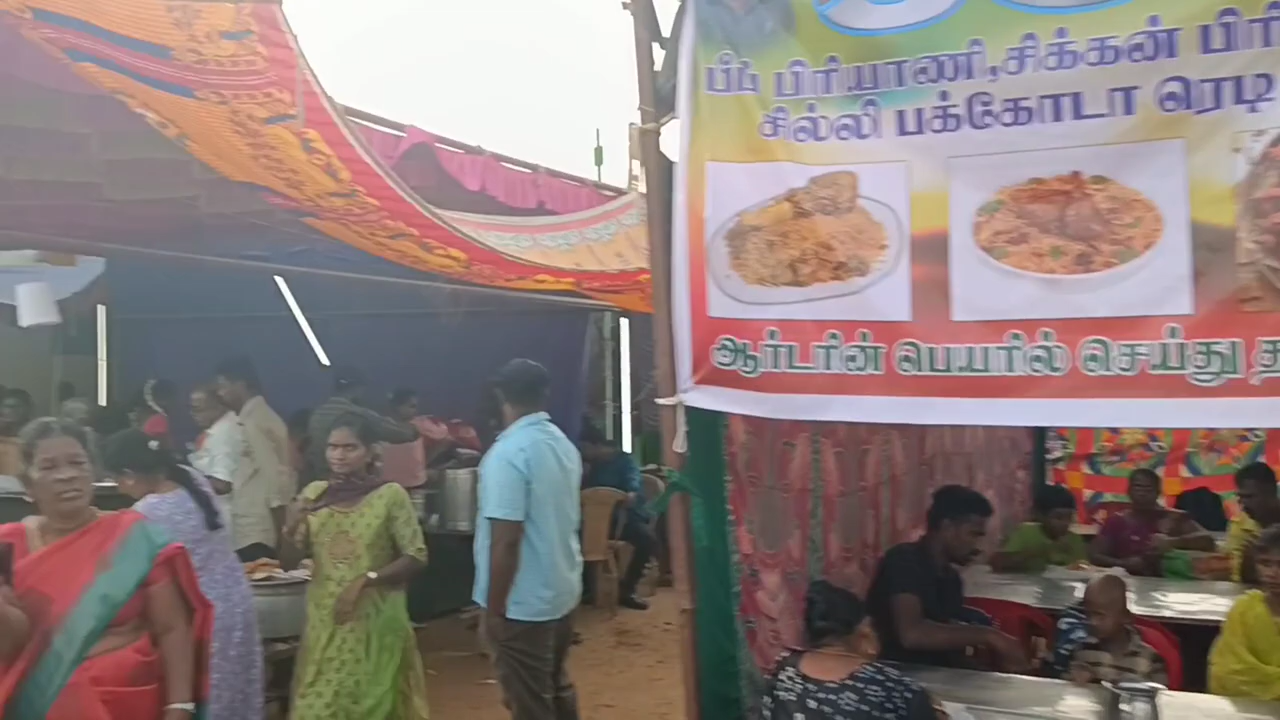 பீப் பிரியாணி,சிக்கன் பிரி
சில்லி பக்கோடா ரெடி
ஆர்டரின் பெயரில் செய்து த